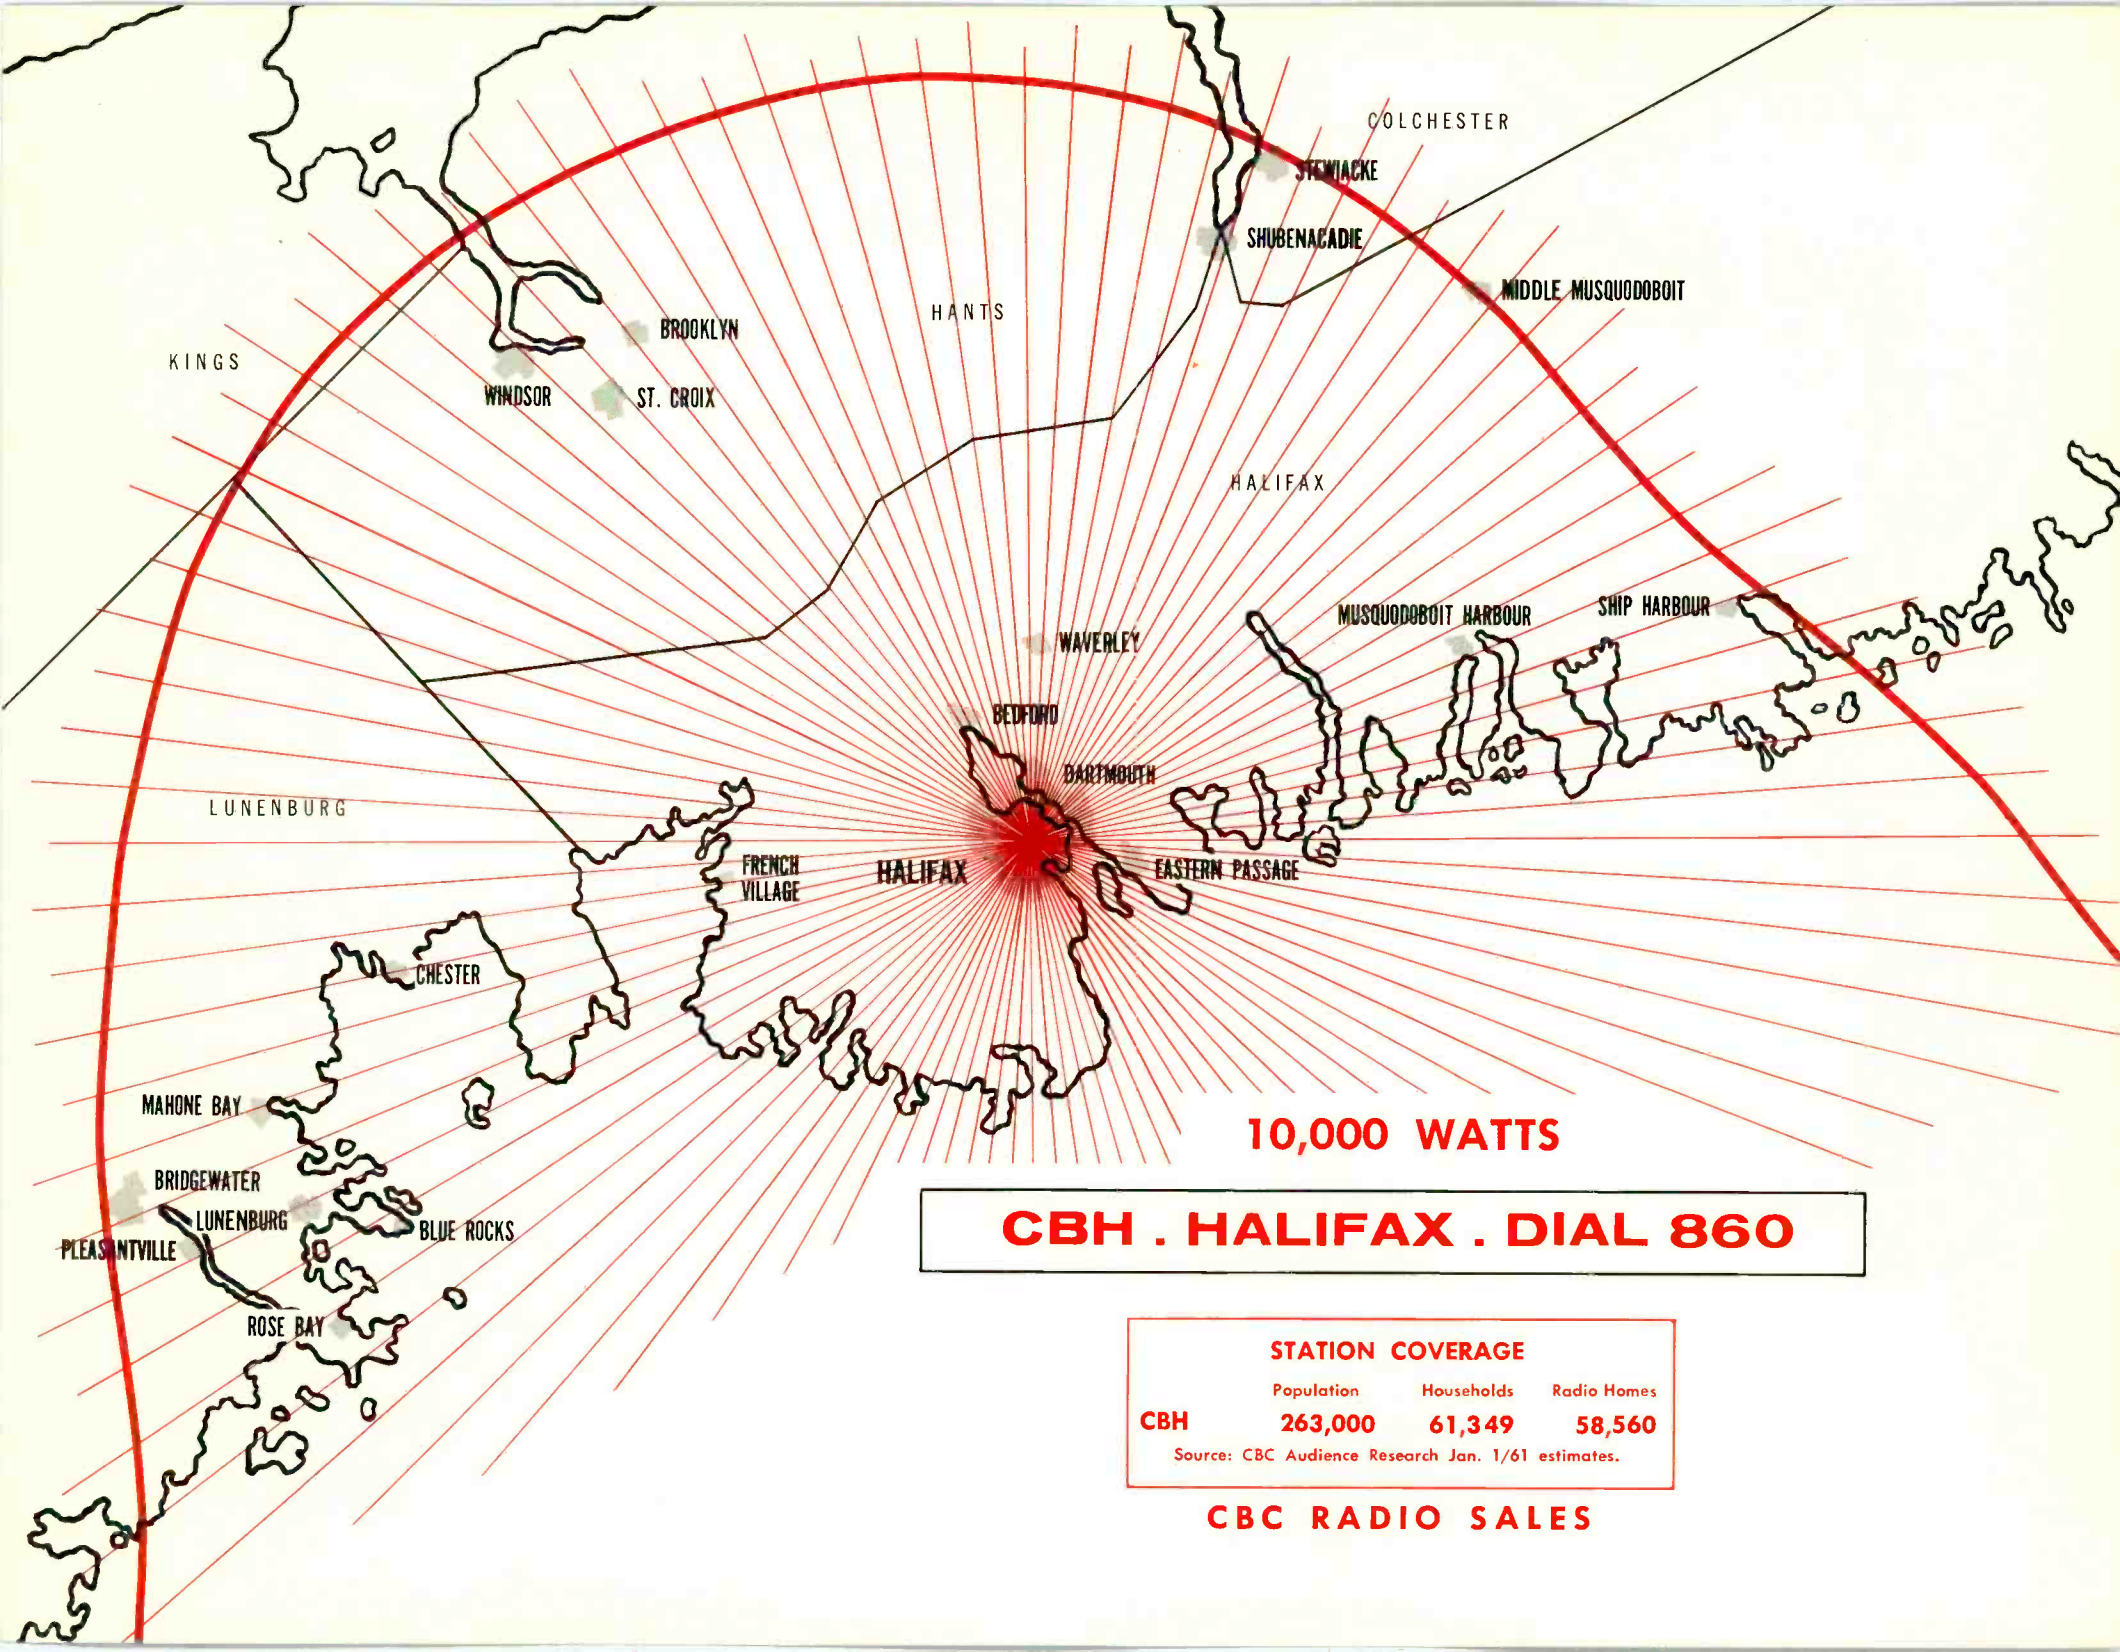 COLCHESTER
STEWIACKE
SHUBENACADIE
MIDDLE MUSQUODOBOIT
HANTS
BROOKLYN
KINGS
WINDSOR
ST. CROIX
HALIFAX
MUSQUODOBOIT HARBOUR
SHIP HARBOUR
WAVERLEY
BEDFORD
DARTMOUTH
LUNENBURG
FRENCH
VILLAGE
HALIFAX
EASTERN PASSAGE
CHESTER
MAHONE BAY
BRIDGEWATER
LUNENBURG
BLUE ROCKS
PLEASANTVILLE
ROSE BAY
10,000 WATTS
CBH . HALIFAX . DIAL 860
STATION COVERAGE
Population Households Radio Homes
CBH 263,000 61,349 58,560
Source: CBC Audience Research Jan. 1/61 estimates.
CBC RADIO SALES